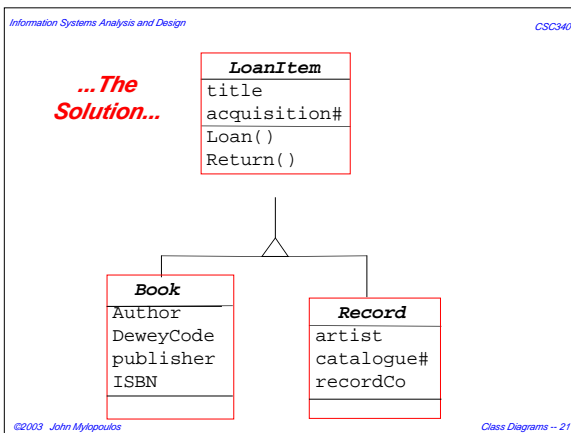 Information Systems Analysis and Design
CSC340
...The
Solution...
LoanItem
title
acquisition#
Loan()
Return()
Book
Author
DeweyCode
publisher
ISBN
Record
artist
catalogue#
recordCo
©2003 John Mylopoulos
Class Diagrams -- 21